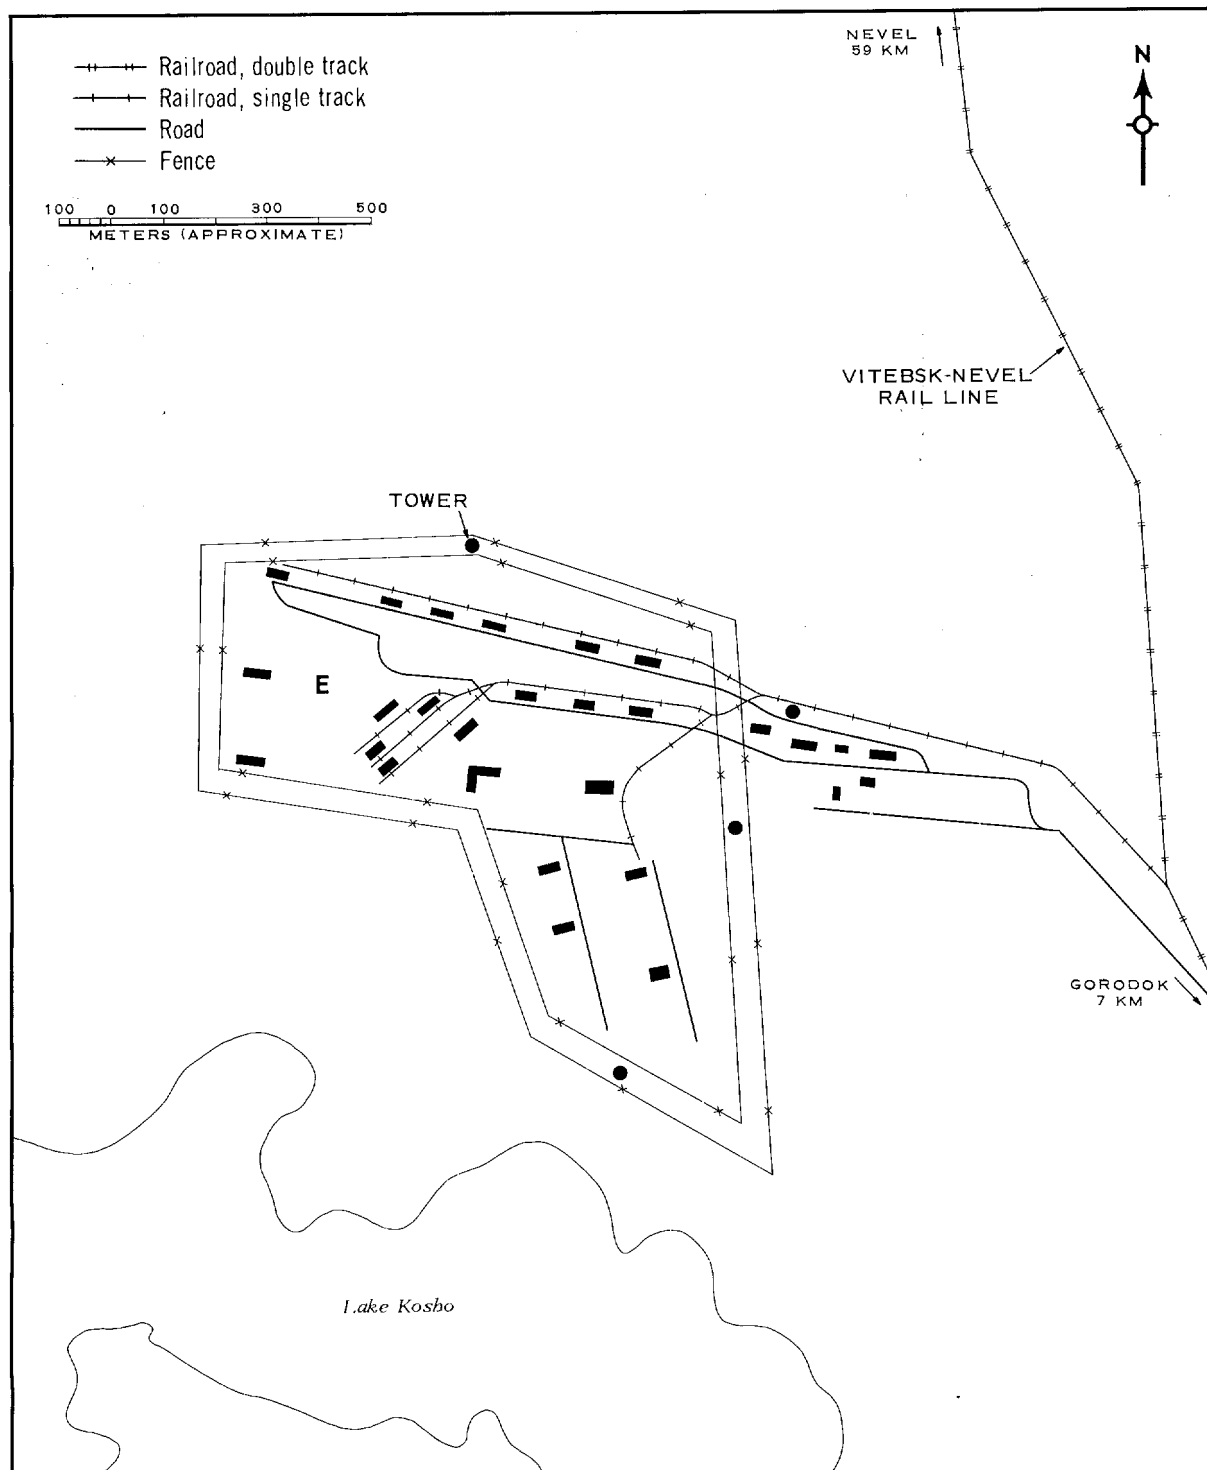 NEVEL
59 KM
N
Railroad, double track
Railroad, single track
Road
Fence
100 0 100 300 500
METERS (APPROXIMATE)
VITEBSK-NEVEL
RAIL LINE
TOWER
E
GORODOK
7 KM
Lake Kosho